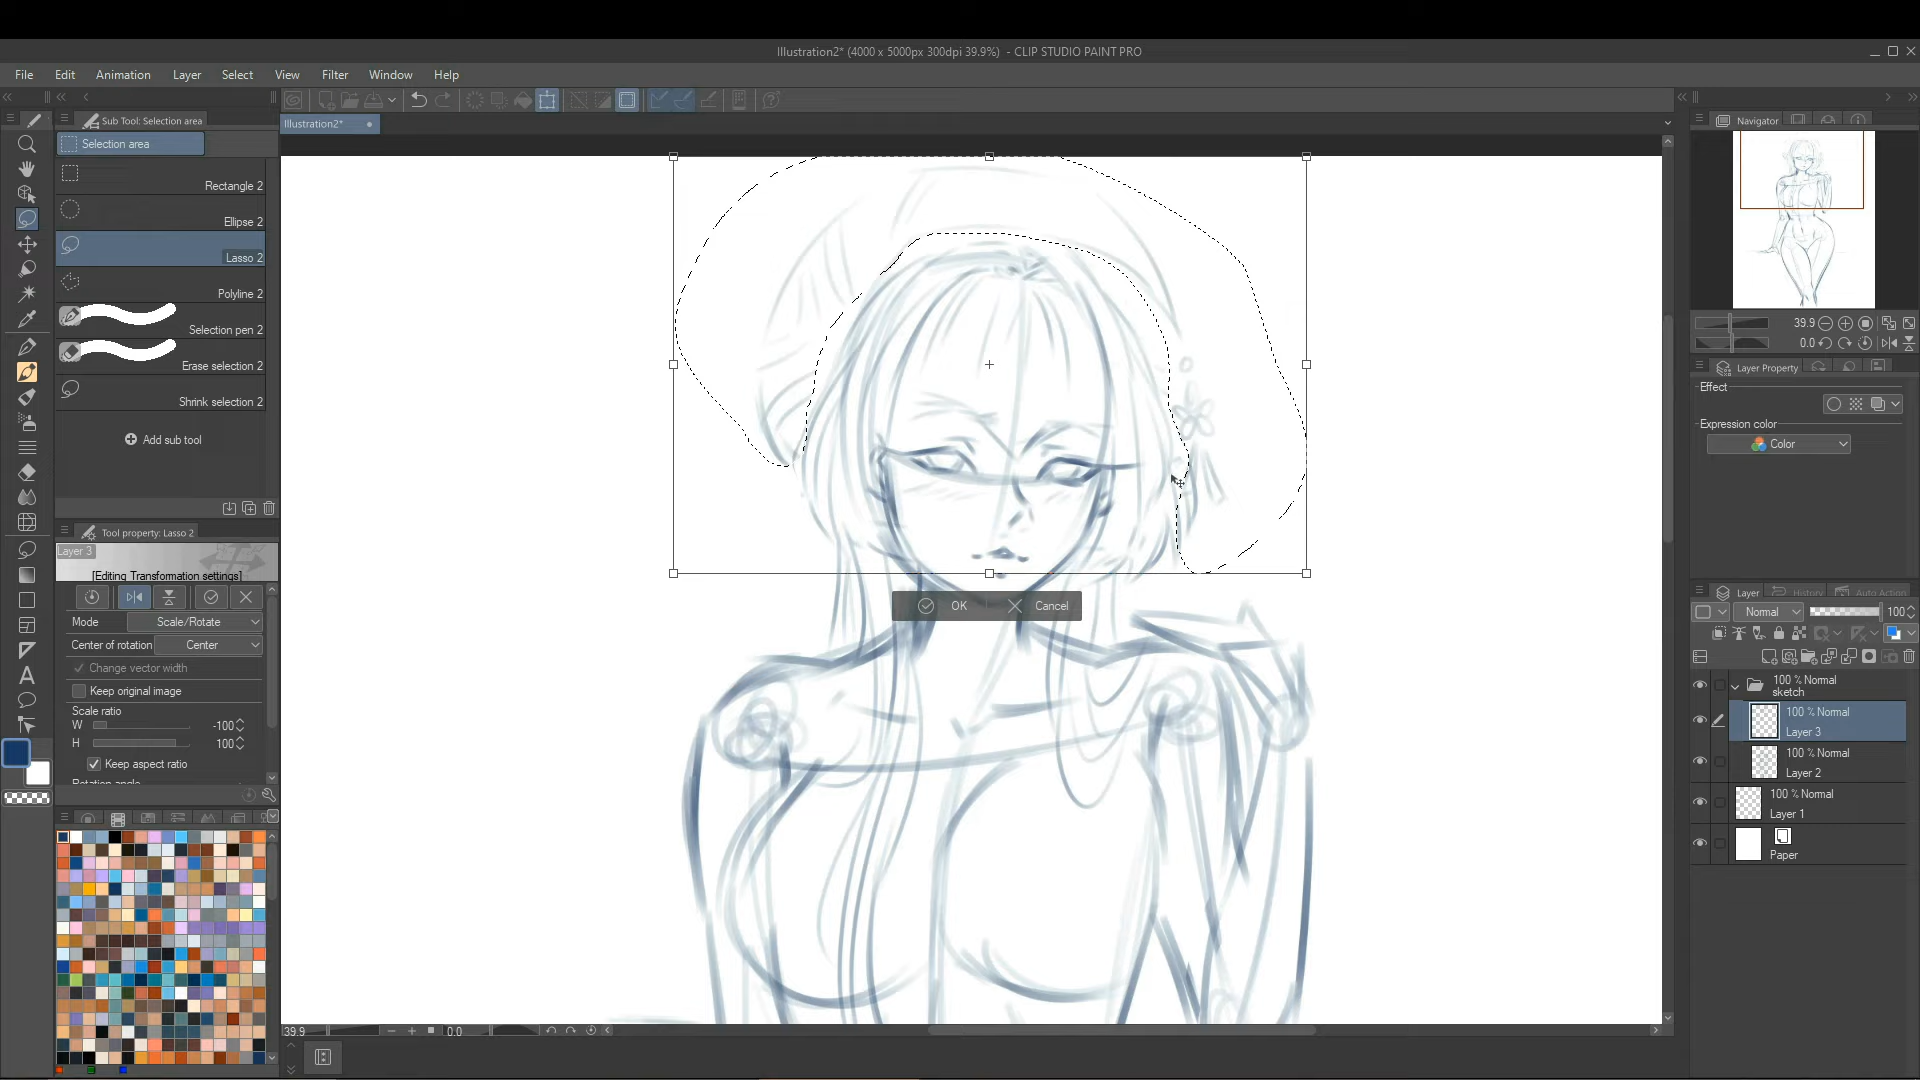 Illustration2* (4000 x 5000px 300dpi 39.9%) - CLIP STUDIO PAINT PRO
File Edit Animation Layer Select View Filter Window Help
Sub Tool: Selection area
Illustration2*
Navigator
Selection area
Rectangle 2
Ellipse 2
Lasso 2
Polyline 2
Selection pen 2
Erase selection 2
Shrink selection 2
Add sub tool
39.9
0.0
Layer Property
Effect
Expression color
Color
Tool property: Lasso 2
Layer 3
[Editing Transformation settings]
Mode Scale/Rotate
Center of rotation Center
Change vector width
Keep original image
Scale ratio
W -100
H 100
Keep aspect ratio
Rotation angle
OK Cancel
Layer History Auto Action
Normal 100
100 % Normal
sketch
100 % Normal
Layer 3
100 % Normal
Layer 2
100 % Normal
Layer 1
Paper
39.9 0.0